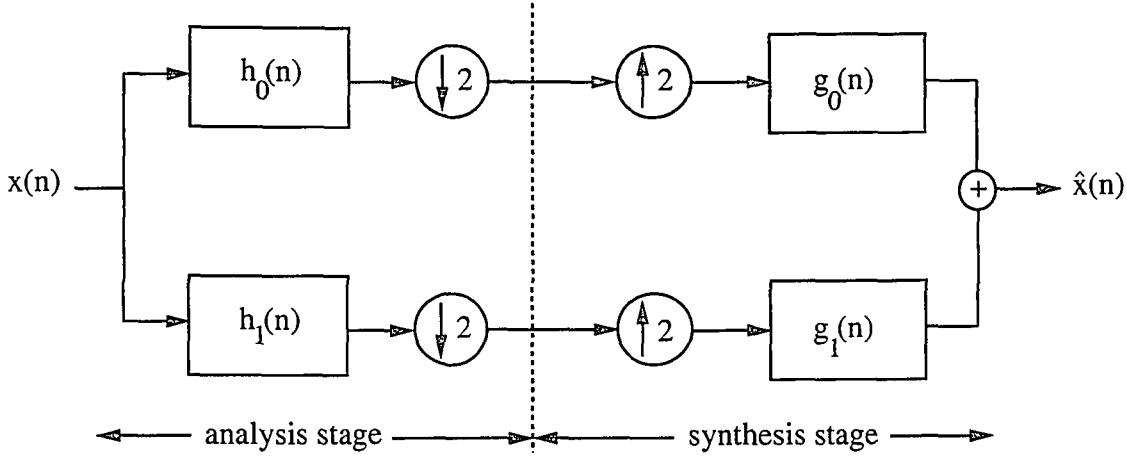 h₀(n)
2
2
g₀(n)
x(n)
+
x̂(n)
h₁(n)
2
2
g₁(n)
analysis stage
synthesis stage